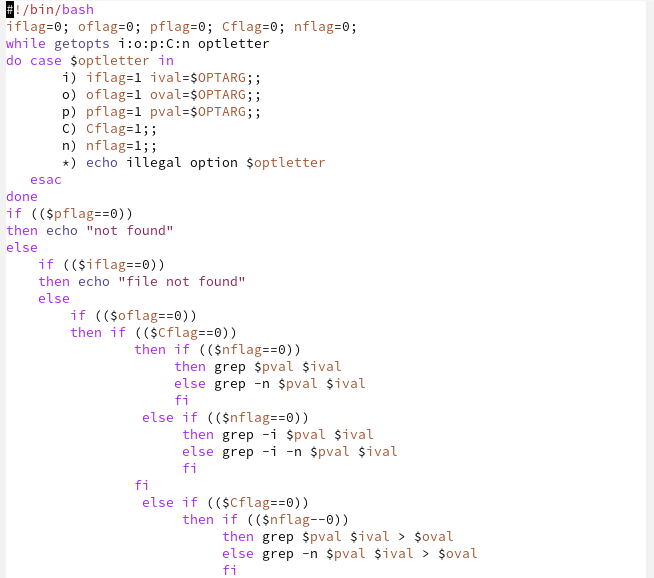 #!/bin/bash
iflag=0; oflag=0; pflag=0; Cflag=0; nflag=0;
while getopts i:o:p:C:n optletter
do case $optletter in
       i) iflag=1 ival=$OPTARG;;
       o) oflag=1 oval=$OPTARG;;
       p) pflag=1 pval=$OPTARG;;
       C) Cflag=1;;
       n) nflag=1;;
       *) echo illegal option $optletter
   esac
done
if (($pflag==0))
then echo "not found"
else
    if (($iflag==0))
    then echo "file not found"
    else
        if (($oflag==0))
        then if (($Cflag==0))
                then if (($nflag==0))
                     then grep $pval $ival
                     else grep -n $pval $ival
                     fi
                 else if (($nflag==0))
                      then grep -i $pval $ival
                      else grep -i -n $pval $ival
                      fi
                fi
                 else if (($Cflag==0))
                      then if (($nflag--0))
                           then grep $pval $ival > $oval
                           else grep -n $pval $ival > $oval
                           fi